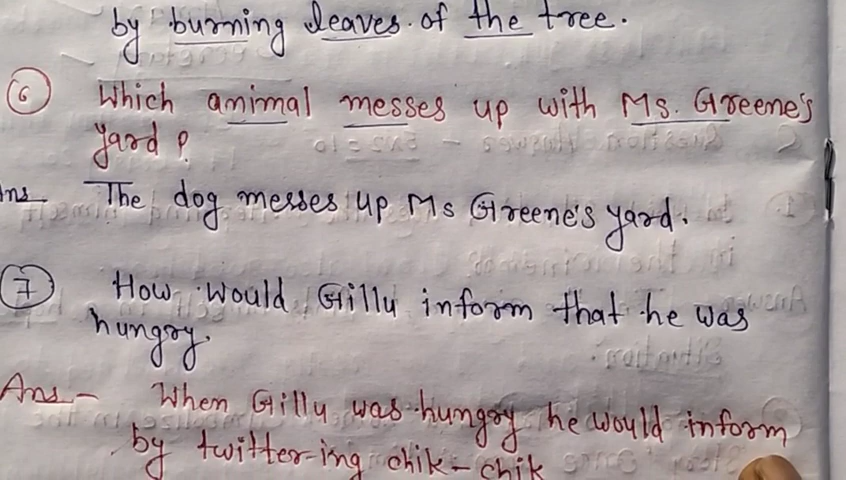 by burning leaves of the tree.
6 Which animal messes up with Ms. Greene's
yard ?
Ans The dog messes up Ms Greene's yard.
7 How would Gillu inform that he was
hungry.
Ans - When Gillu was hungry he would inform
by twitter-ing chik - chik